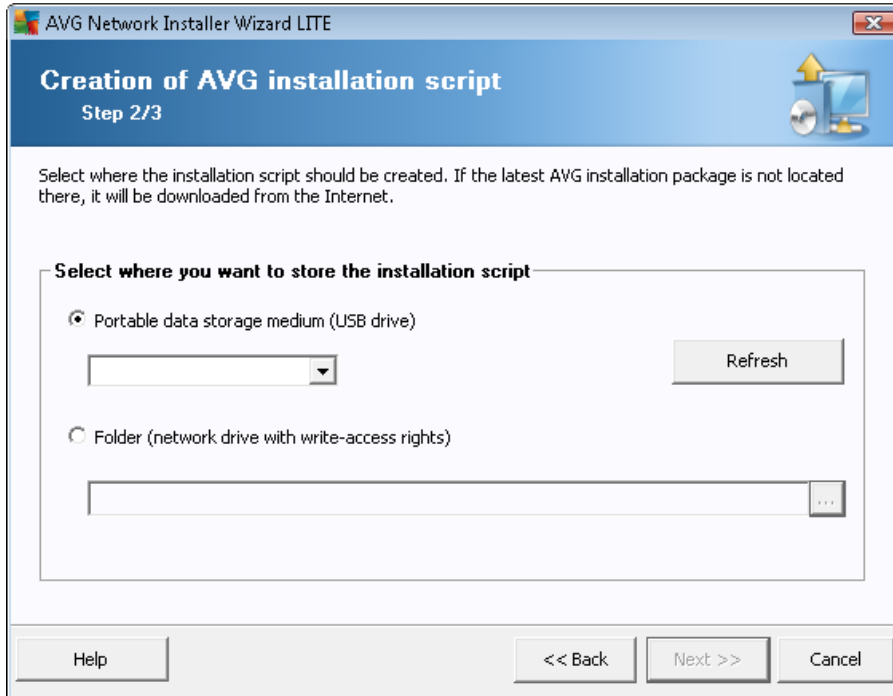 AVG Network Installer Wizard LITE
Creation of AVG installation script
Step 2/3
Select where the installation script should be created. If the latest AVG installation package is not located
there, it will be downloaded from the Internet.
Select where you want to store the installation script
Portable data storage medium (USB drive)
Refresh
Folder (network drive with write-access rights)
...
Help
<< Back
Next >>
Cancel